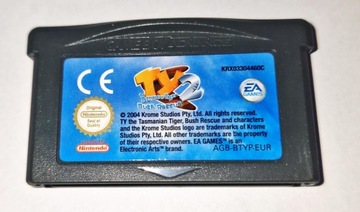 KRX03304460C
CE
TY 2
BUSH RESCUE
EA GAMES
Original
Nintendo
Seal of Quality
© 2004 Krome Studios Pty, Ltd. All rights reserved.
TY the Tasmanian Tiger, Bush Rescue and characters
and the Krome Studios logo are trademarks of Krome
Studios Pty, Ltd. All other trademarks are the property
of their respective owners. EA GAMES™ is an
Electronic Arts™ brand.
Nintendo
AGB-BTYP-EUR